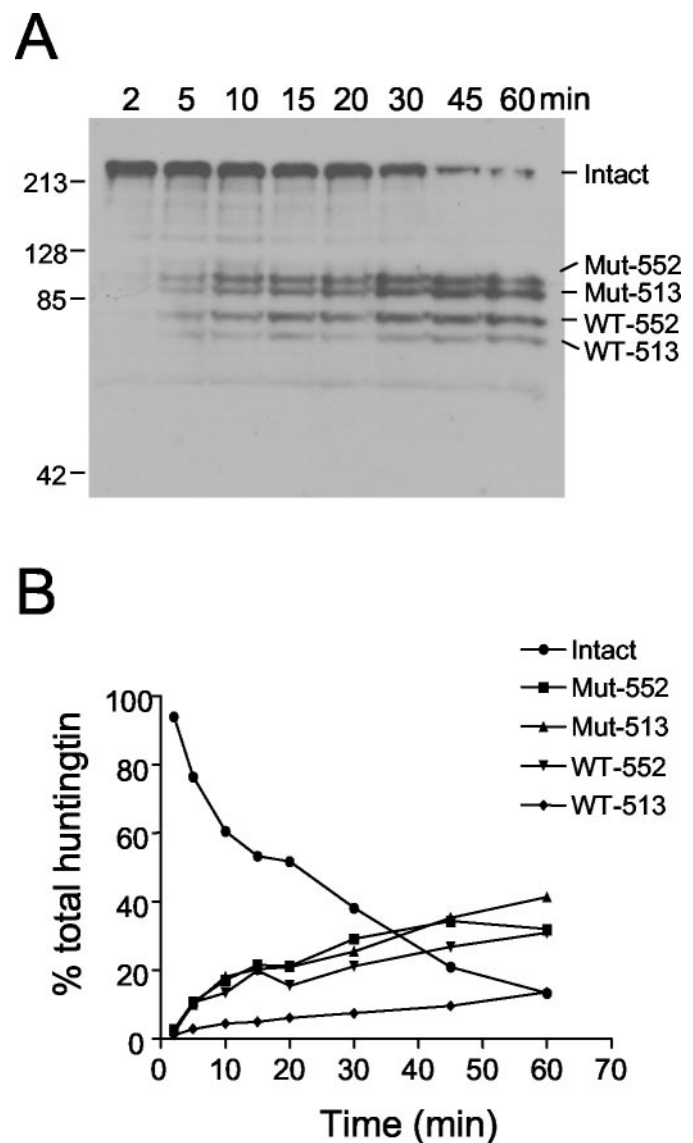 A
2 5 10 15 20 30 45 60 min
213
Intact
128
Mut-552
85
Mut-513
WT-552
WT-513
42
B
Intact
Mut-552
Mut-513
WT-552
WT-513
% total huntingtin
100
80
60
40
20
0
0 10 20 30 40 50 60 70
Time (min)